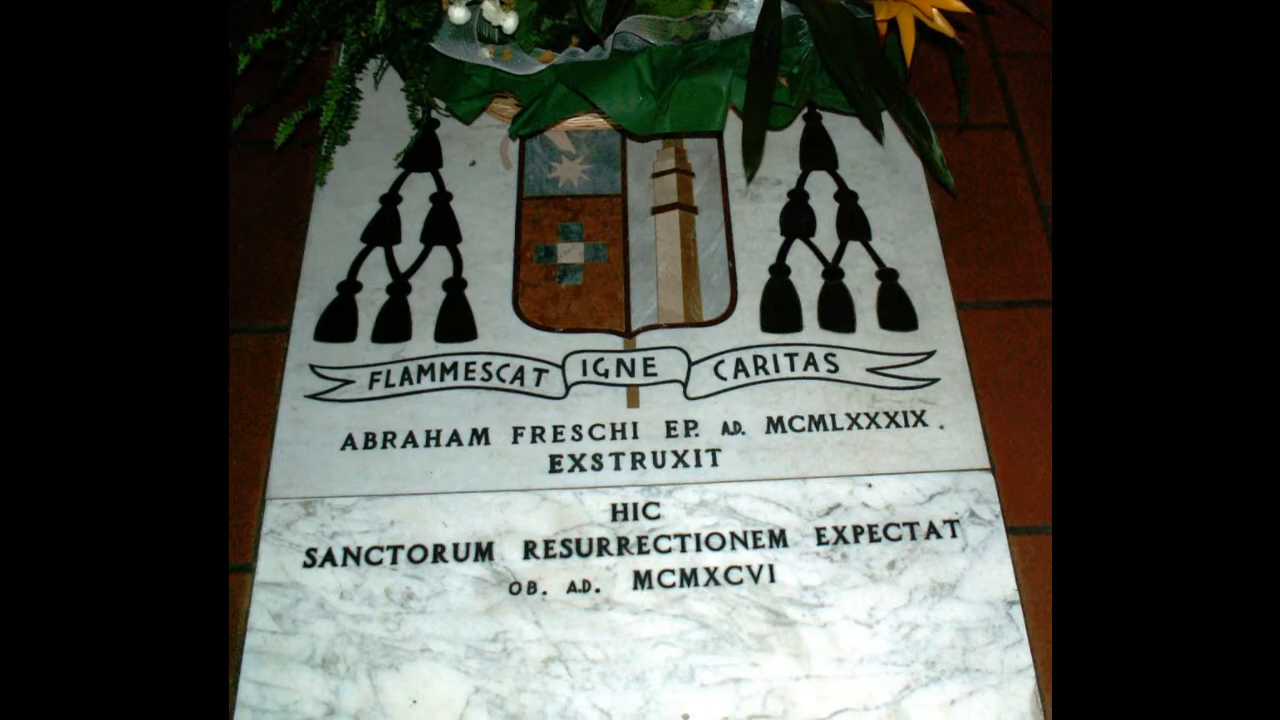 FLAMMESCAT IGNE CARITAS
ABRAHAM FRESCHI EP. A.D. MCMLXXXIX.
EXSTRUXIT
HIC
SANCTORUM RESURRECTIONEM EXPECTAT
OB. A.D. MCMXCVI